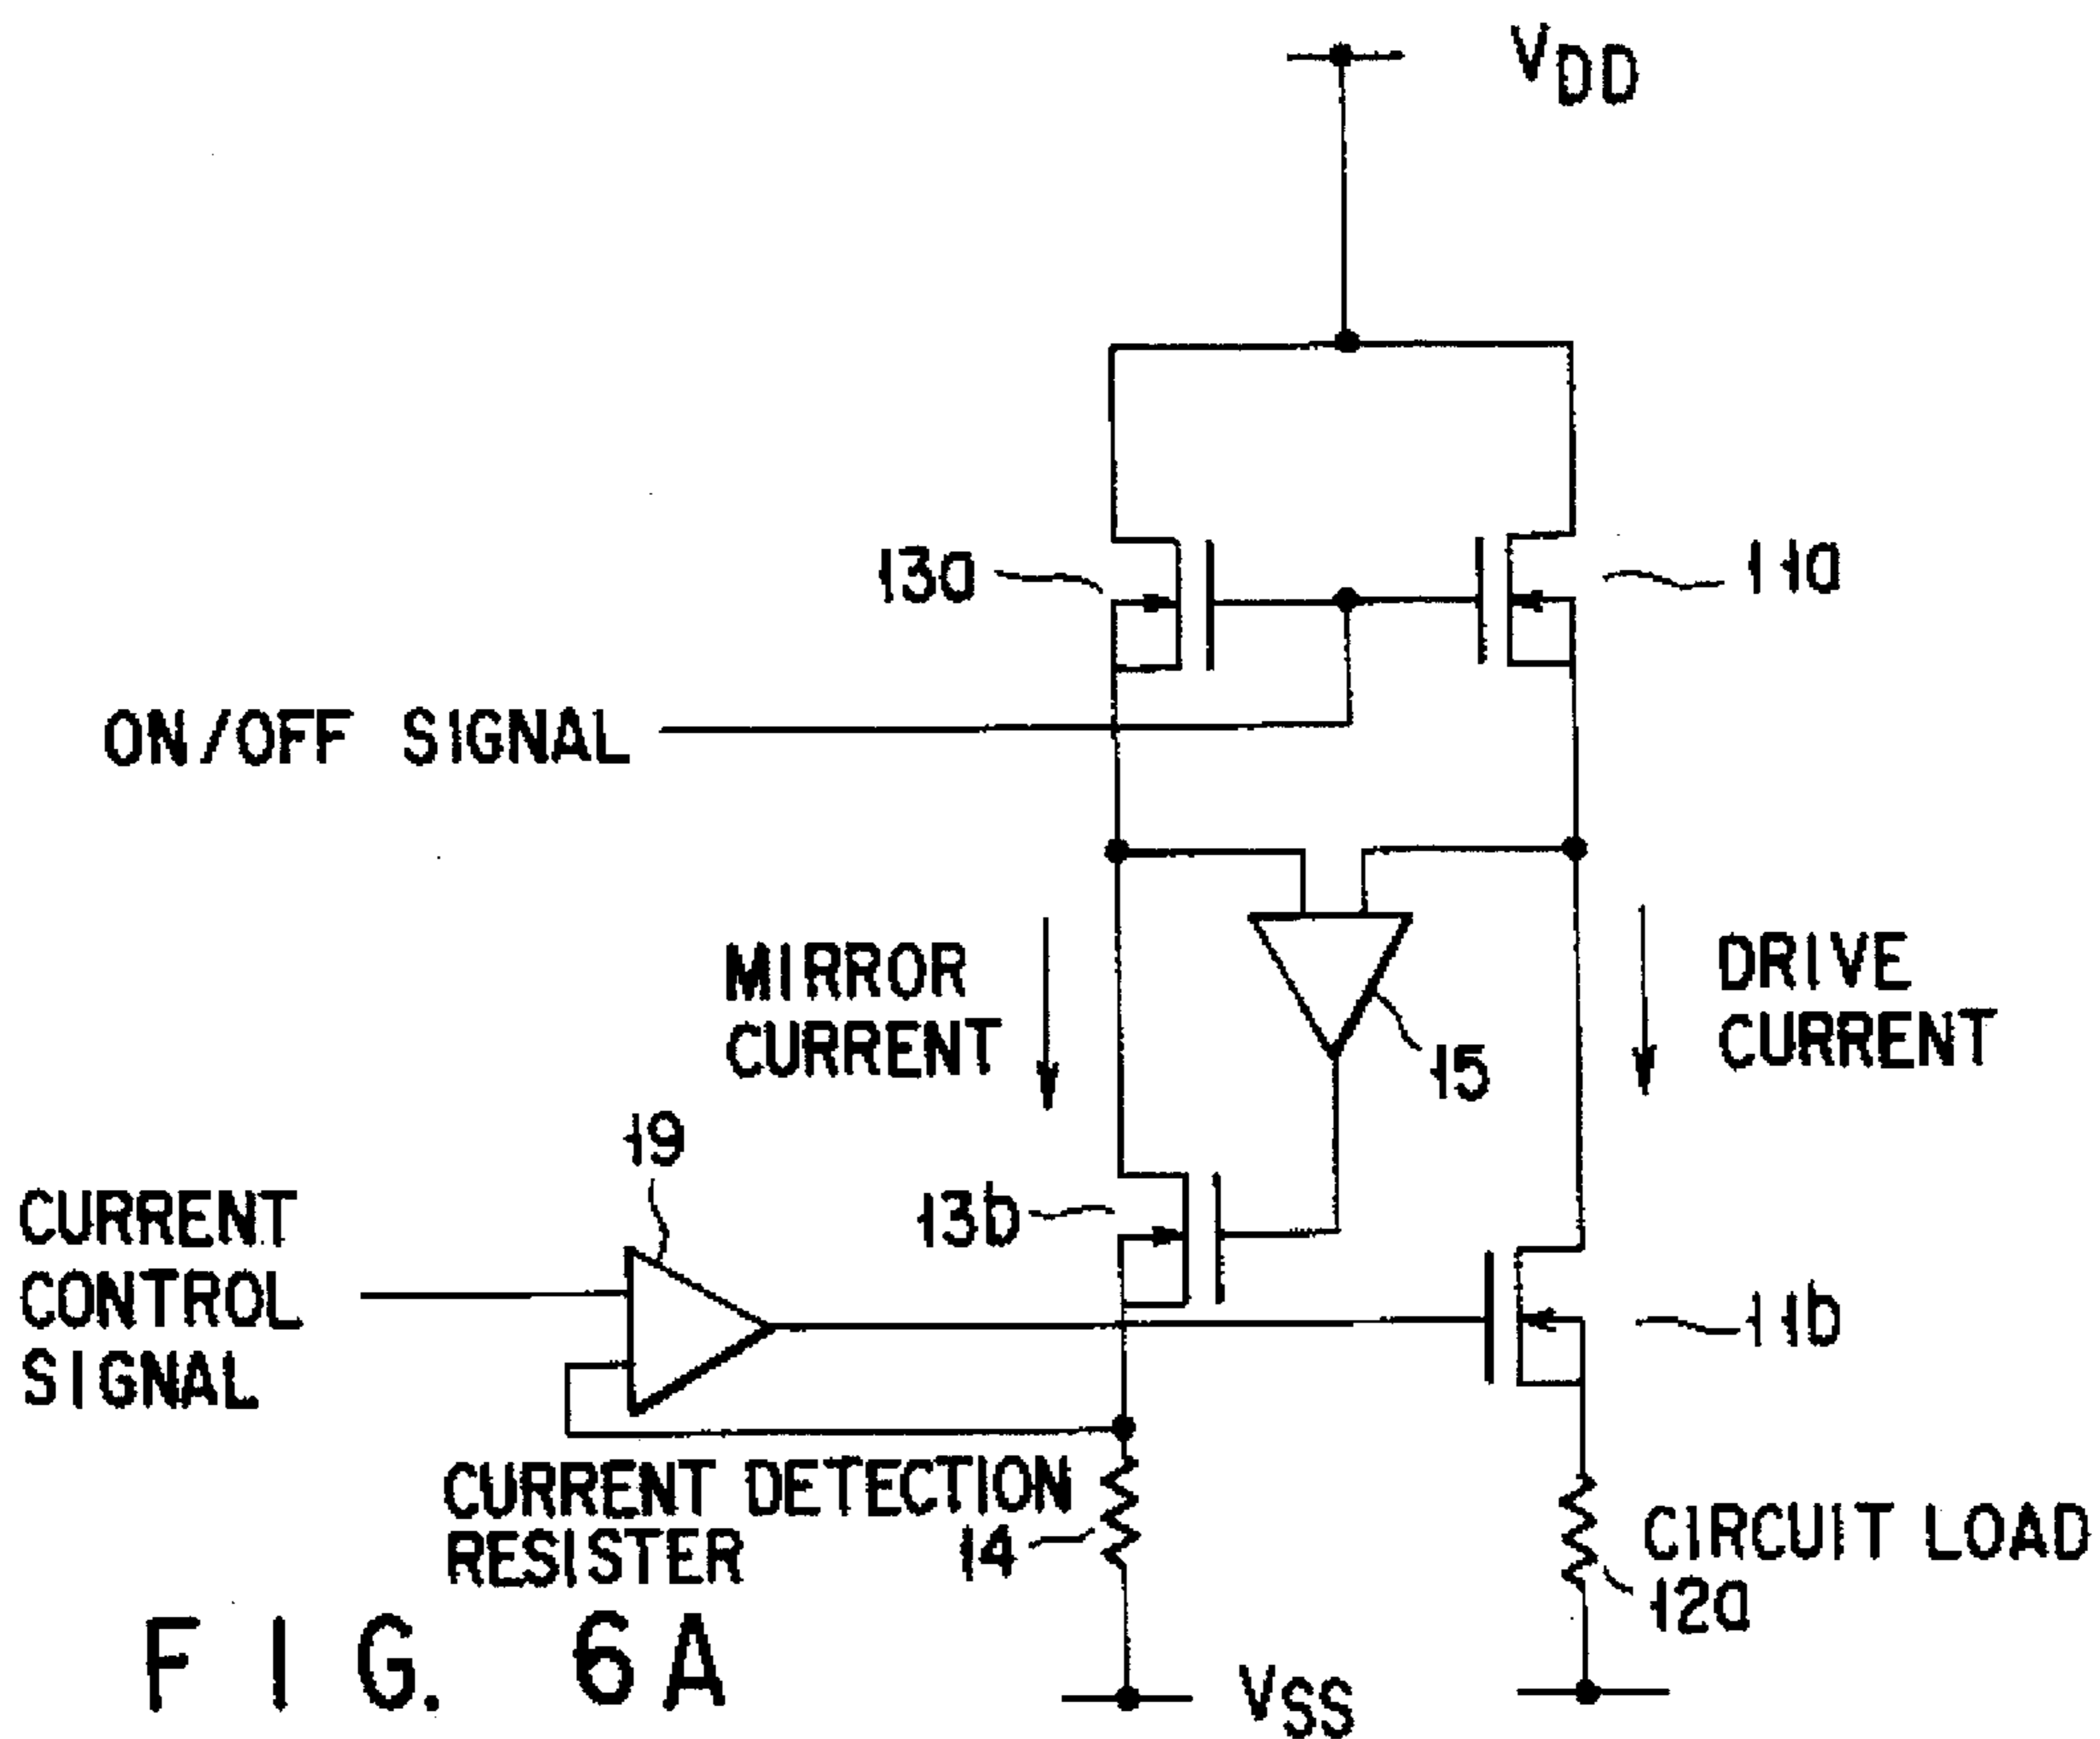 VDD
13a
11a
ON/OFF SIGNAL
MIRROR
CURRENT
DRIVE
CURRENT
15
19
13b
CURRENT
CONTROL
SIGNAL
11b
CURRENT DETECTION
RESISTER
14
CIRCUIT LOAD
12a
FIG. 6A
VSS